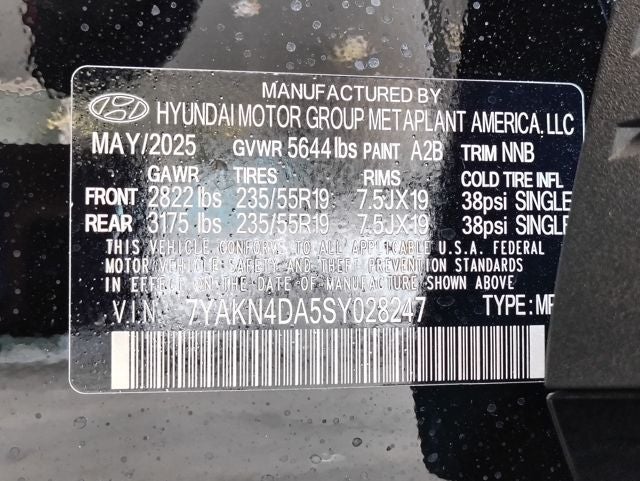 MANUFACTURED BY
HYUNDAI MOTOR GROUP METAPLANT AMERICA, LLC
MAY/2025 GVWR 5644 lbs PAINT A2B TRIM NNB
GAWR TIRES RIMS COLD TIRE INFL
FRONT 2822 lbs 235/55R19 7.5JX19 38psi SINGLE
REAR 3175 lbs 235/55R19 7.5JX19 38psi SINGLE
THIS VEHICLE CONFORMS TO ALL APPLICABLE U.S.A. FEDERAL
MOTOR VEHICLE SAFETY AND THEFT PREVENTION STANDARDS
IN EFFECT ON THE DATE OF MANUFACTURE SHOWN ABOVE.
VIN: 7YAKN4DA5SY028247 TYPE:MP